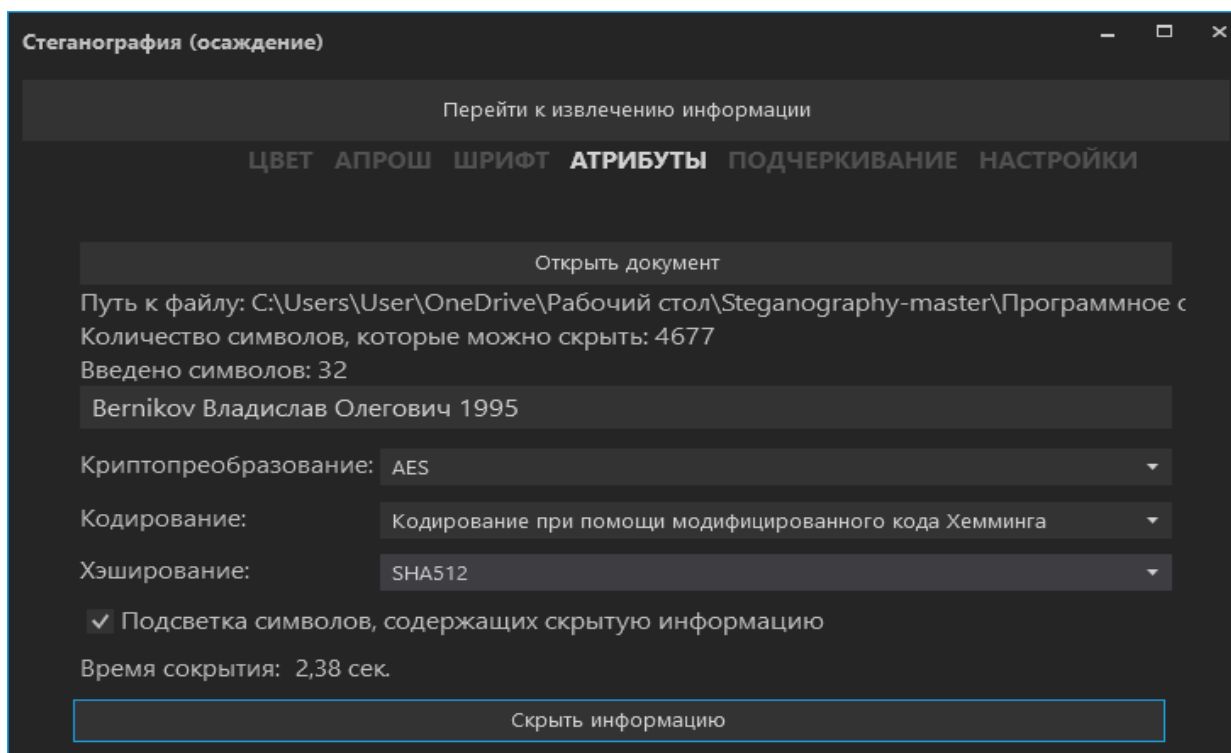 Стеганография (осаждение)
Перейти к извлечению информации
ЦВЕТ АПРОШ ШРИФТ АТРИБУТЫ ПОДЧЕРКИВАНИЕ НАСТРОЙКИ
Открыть документ
Путь к файлу: C:\Users\User\OneDrive\Рабочий стол\Steganography-master\Программное с
Количество символов, которые можно скрыть: 4677
Введено символов: 32
Bernikov Владислав Олегович 1995
Криптопреобразование: AES
Кодирование: Кодирование при помощи модифицированного кода Хемминга
Хэширование: SHA512
Подсветка символов, содержащих скрытую информацию
Время сокрытия: 2,38 сек.
Скрыть информацию